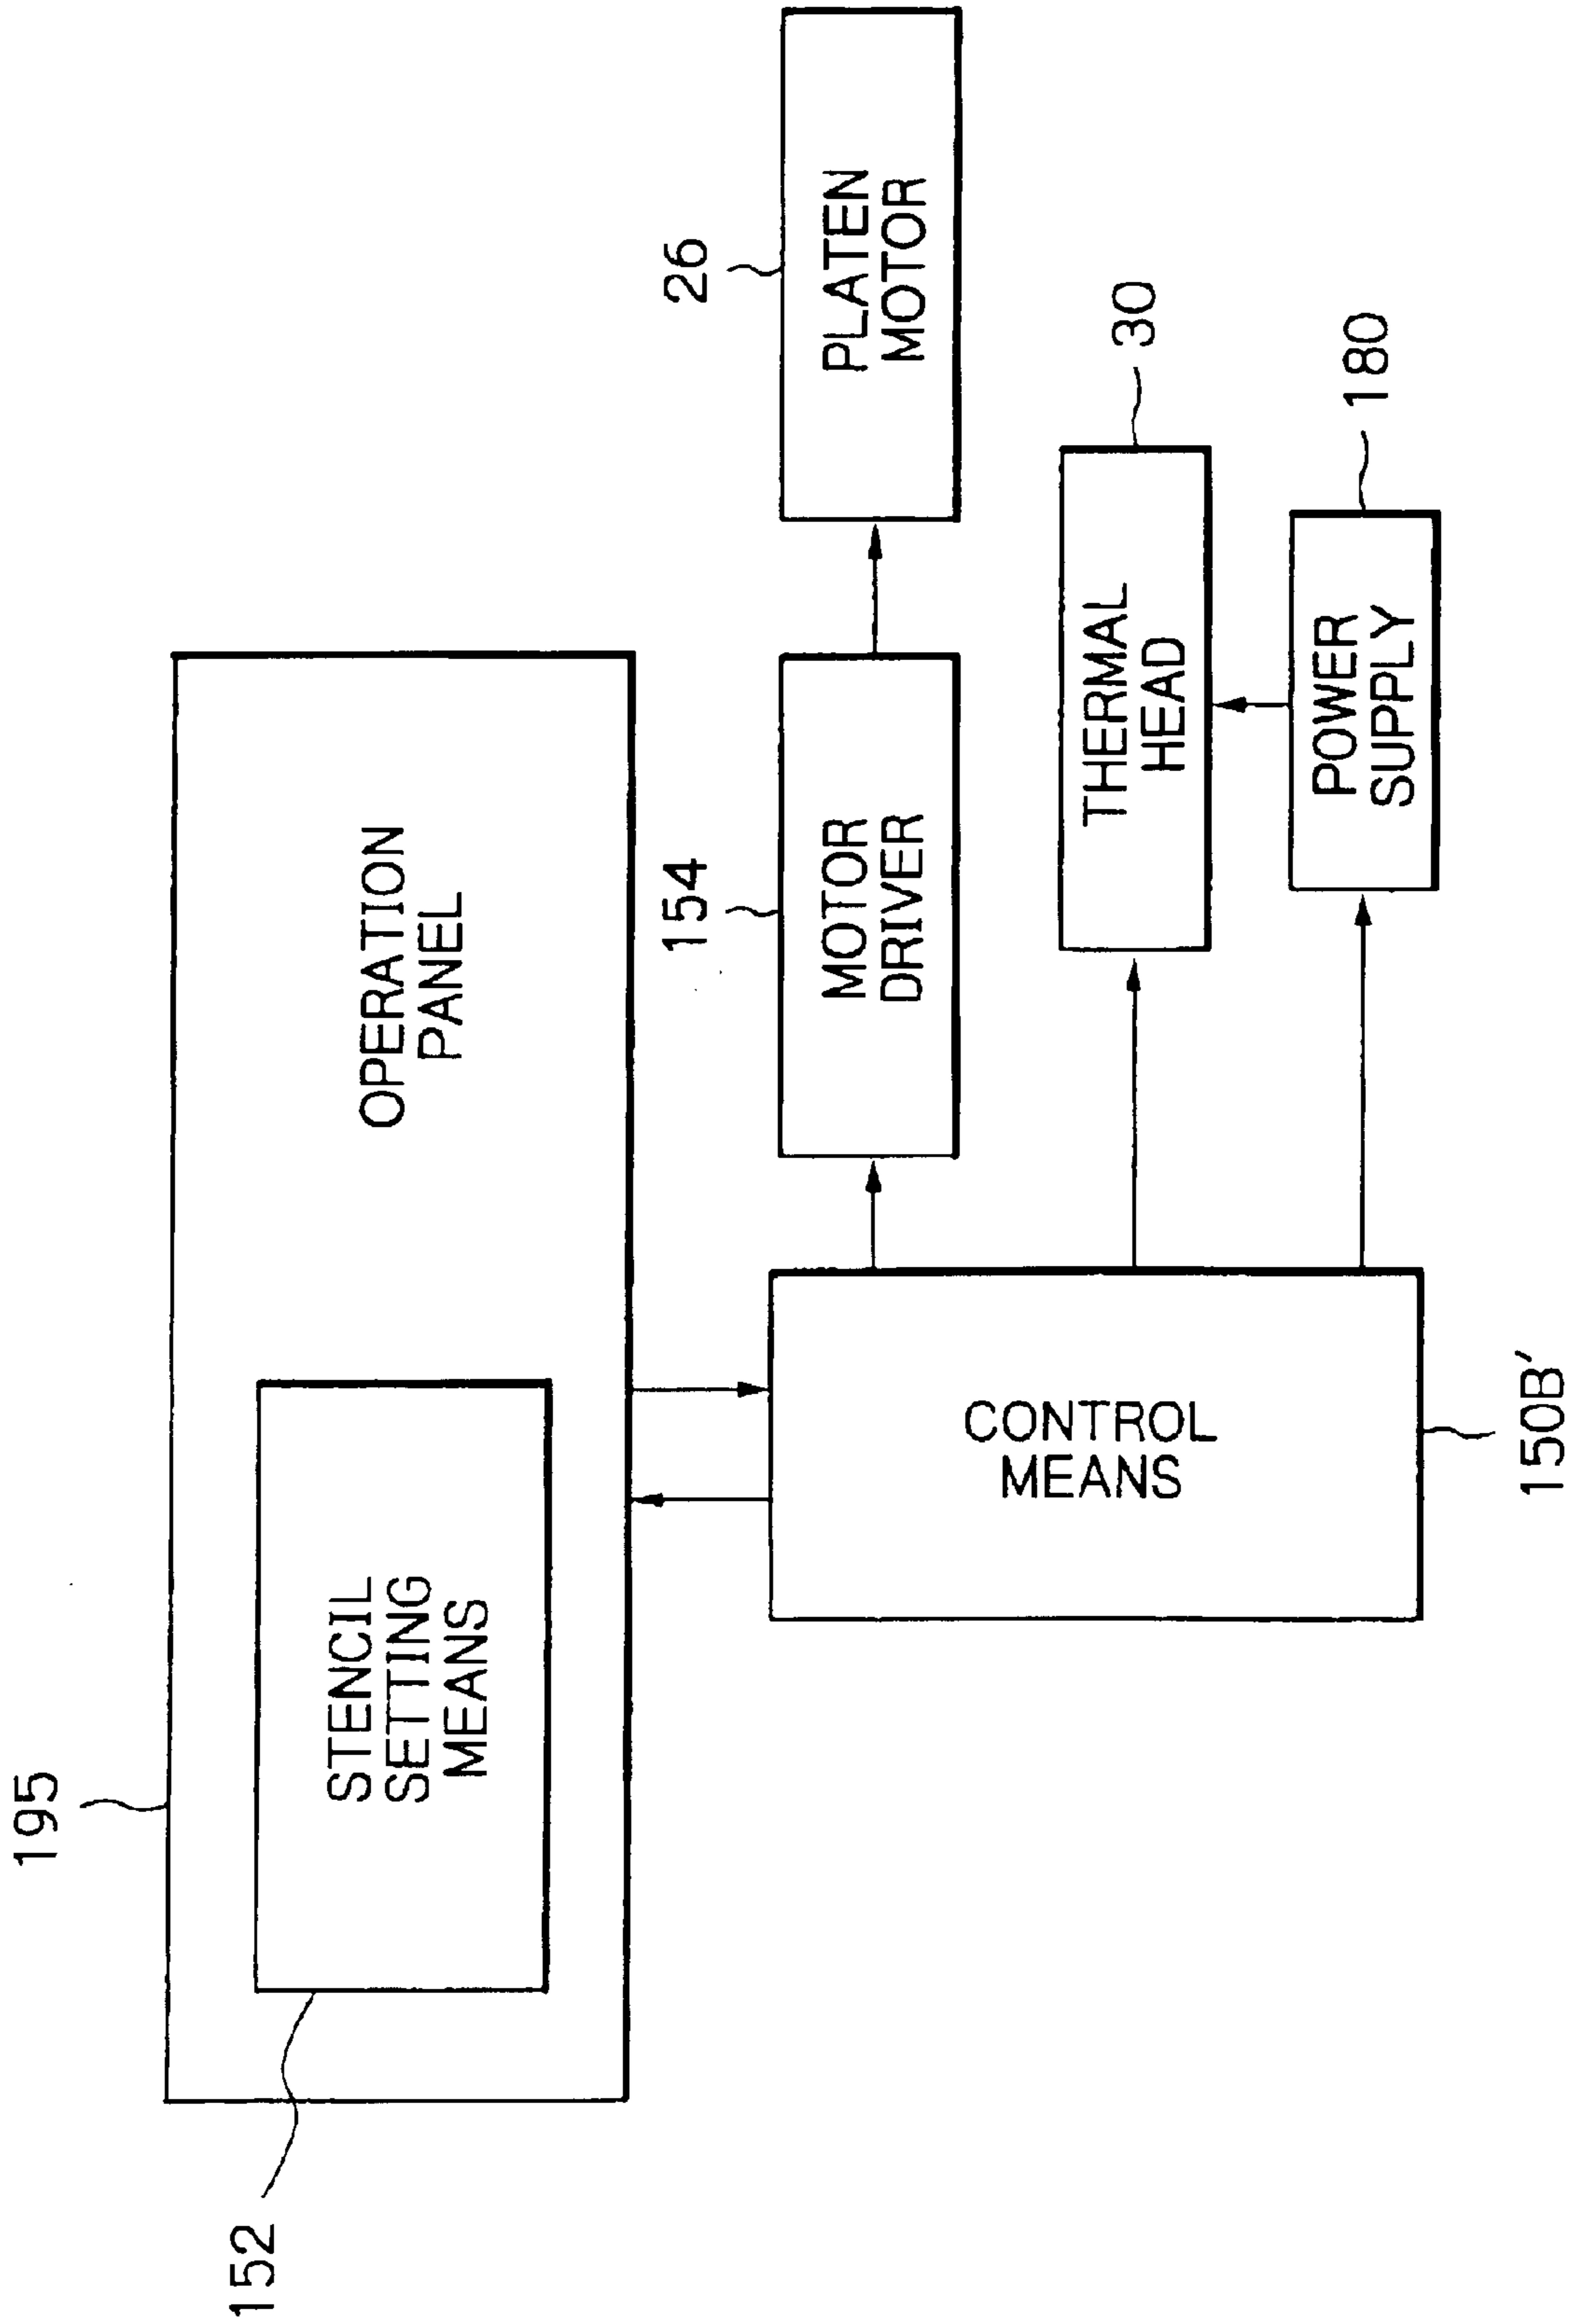 195
152
STENCIL
SETTING
MEANS
OPERATION
PANEL
CONTROL
MEANS
150B′
154
MOTOR
DRIVER
26
PLATEN
MOTOR
THERMAL
HEAD
30
POWER
SUPPLY
180